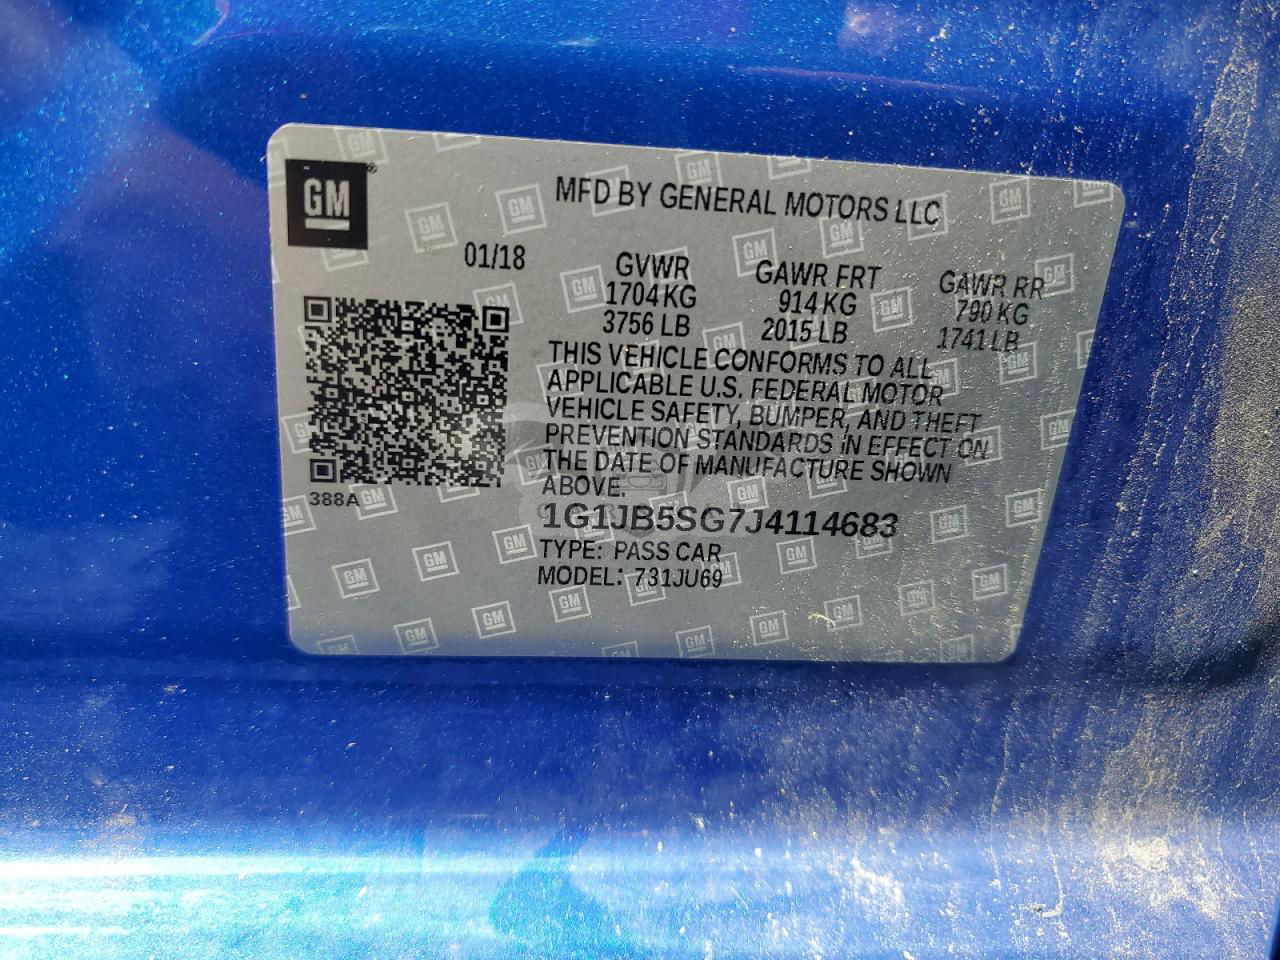 GM
MFD BY GENERAL MOTORS LLC
01/18
GVWR GAWR FRT GAWR RR
1704 KG 914 KG 790 KG
3756 LB 2015 LB 1741 LB
THIS VEHICLE CONFORMS TO ALL
APPLICABLE U.S. FEDERAL MOTOR
VEHICLE SAFETY, BUMPER, AND THEFT
PREVENTION STANDARDS IN EFFECT ON
THE DATE OF MANUFACTURE SHOWN
ABOVE.
388A
1G1JB5SG7J4114683
TYPE: PASS CAR
MODEL: 731JU69